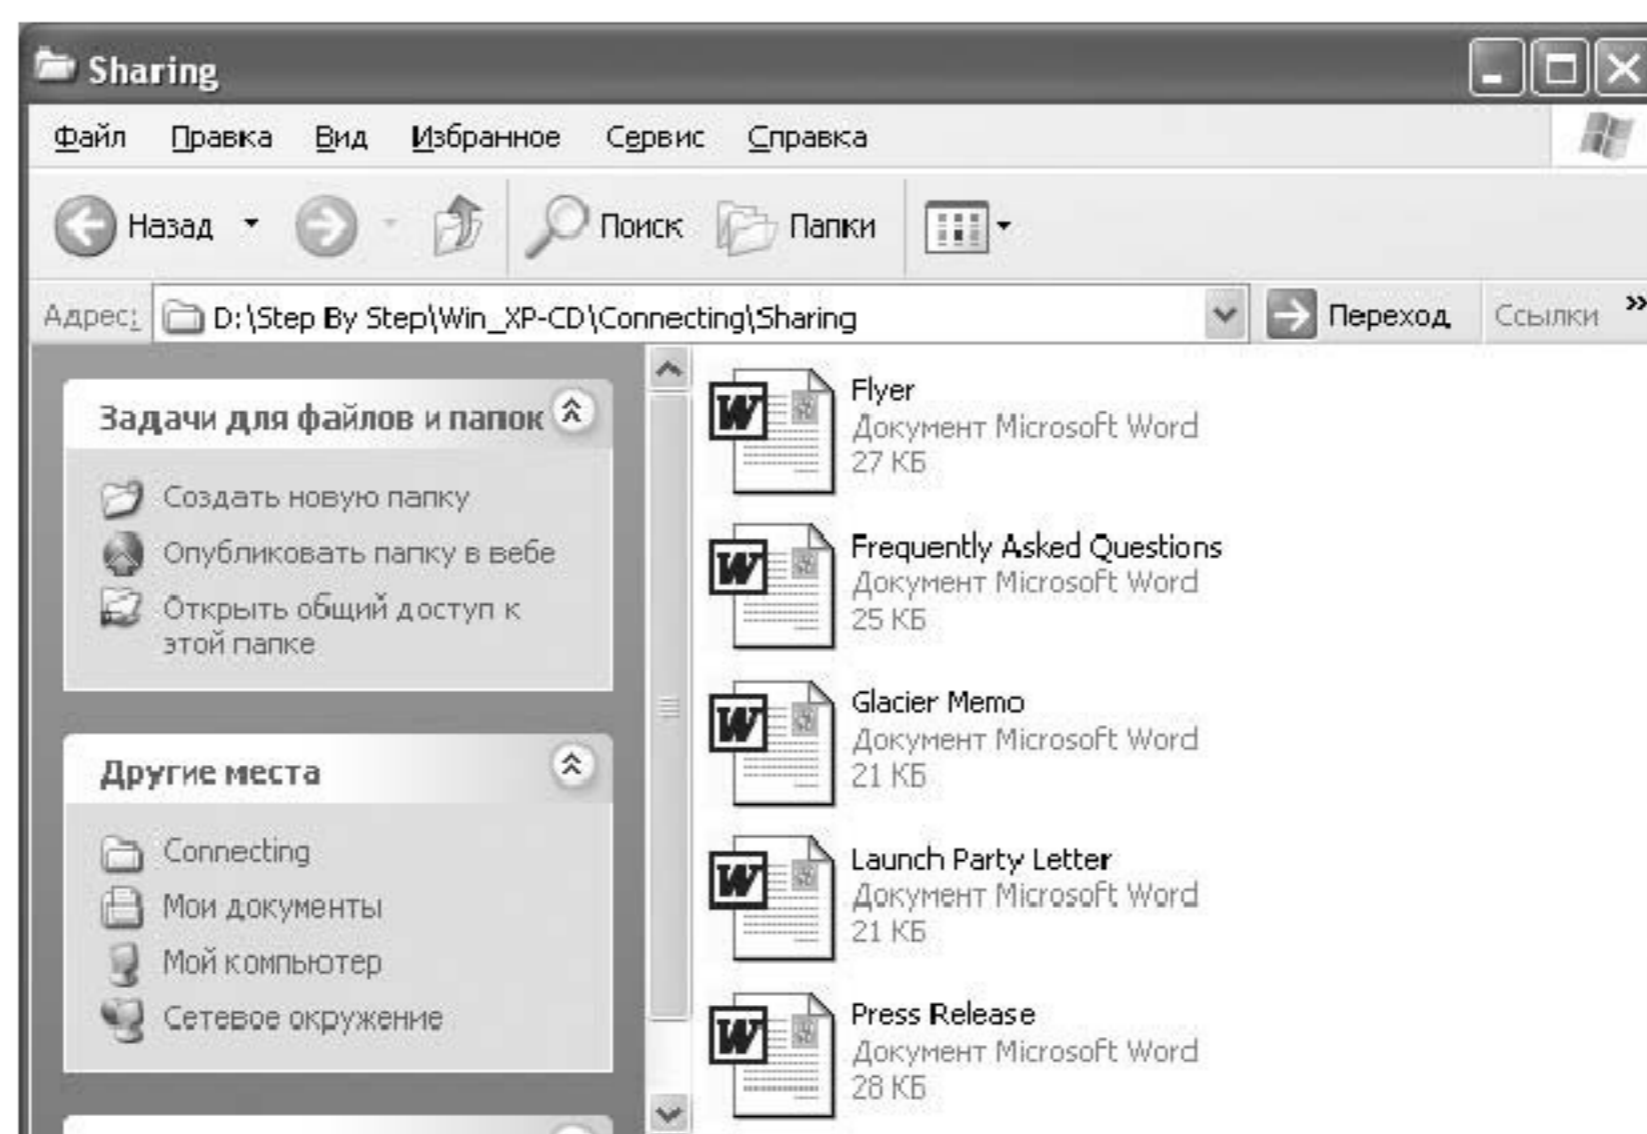 Sharing
Файл Правка Вид Избранное Сервис Справка
Назад Поиск Папки
Адрес: D:\Step By Step\Win_XP-CD\Connecting\Sharing Переход Ссылки »
Задачи для файлов и папок
Создать новую папку
Опубликовать папку в вебе
Открыть общий доступ к
этой папке
Другие места
Connecting
Мои документы
Мой компьютер
Сетевое окружение
Flyer
Документ Microsoft Word
27 КБ
Frequently Asked Questions
Документ Microsoft Word
25 КБ
Glacier Memo
Документ Microsoft Word
21 КБ
Launch Party Letter
Документ Microsoft Word
21 КБ
Press Release
Документ Microsoft Word
28 КБ